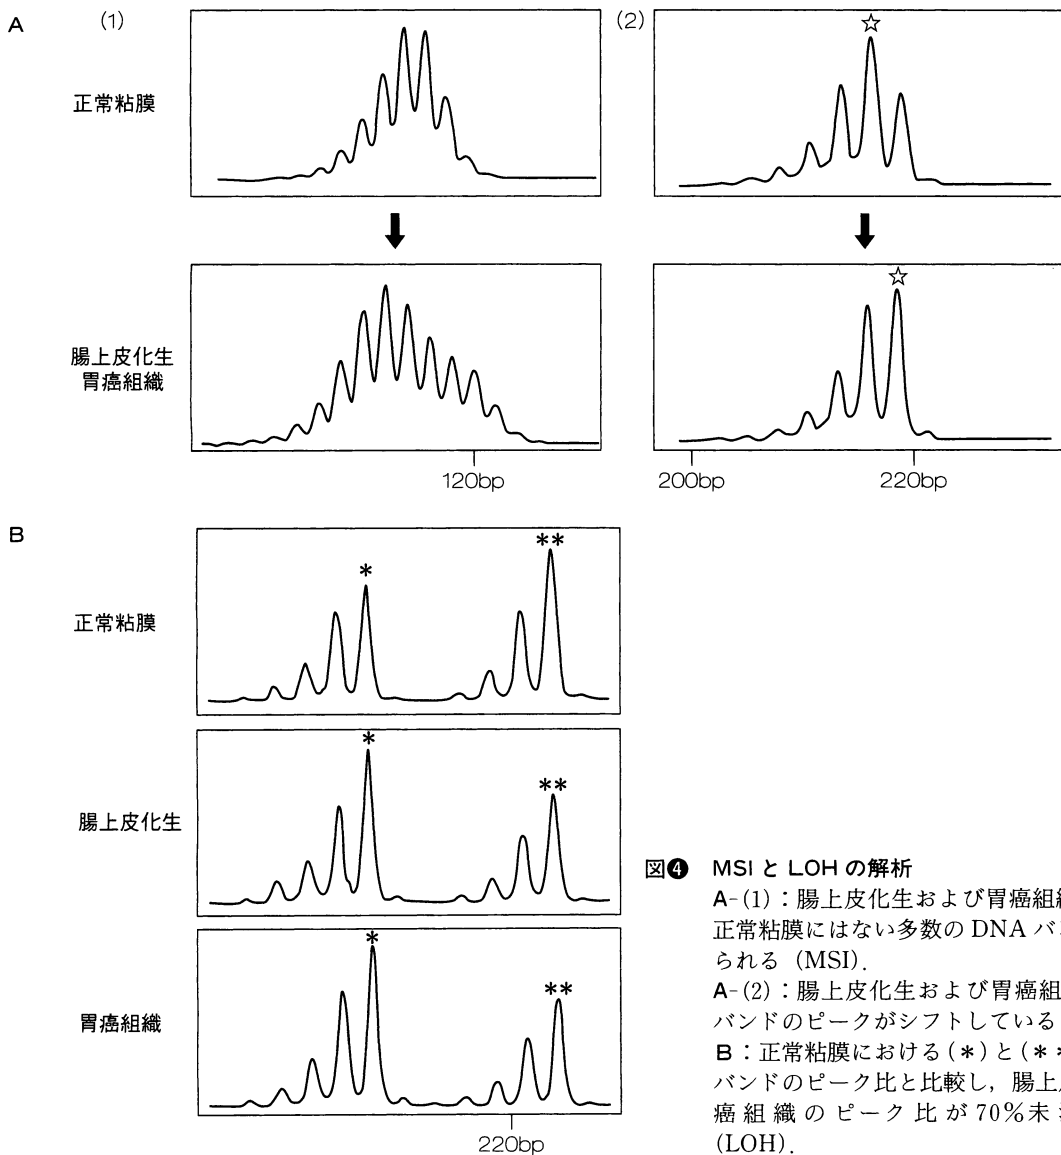 A (1) (2) ☆
正常粘膜
☆
腸上皮化生
胃癌組織
120bp 200bp 220bp
B
* **
正常粘膜
* **
腸上皮化生
* **
胃癌組織
220bp
図❹ MSI と LOH の解析
A-(1)：腸上皮化生および胃癌組
正常粘膜にはない多数の DNA バ
られる（MSI）.
A-(2)：腸上皮化生および胃癌組
バンドのピークがシフトしている
B：正常粘膜における(＊)と(＊
バンドのピーク比と比較し，腸上
癌組織のピーク比が70％未
(LOH).